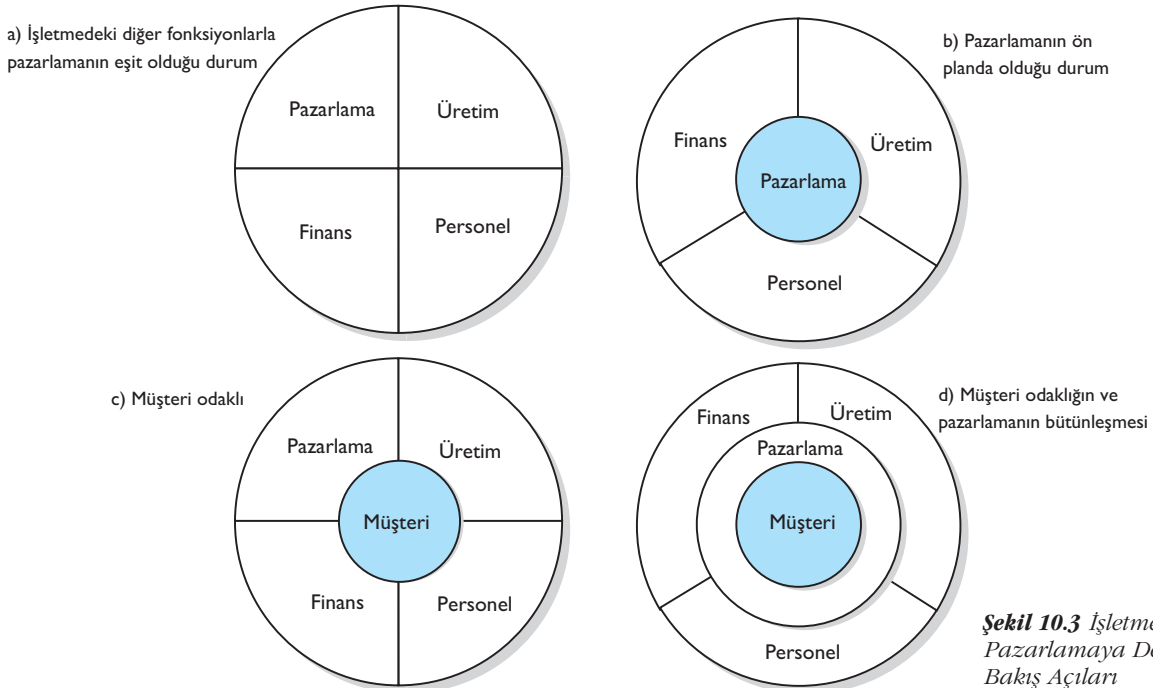 a) İşletmedeki diğer fonksiyonlarla
pazarlamanın eşit olduğu durum
Pazarlama
Üretim
Finans
Personel
b) Pazarlamanın ön
planda olduğu durum
Finans
Üretim
Pazarlama
Personel
c) Müşteri odaklı
Pazarlama
Üretim
Müşteri
Finans
Personel
d) Müşteri odaklığın ve
pazarlamanın bütünleşmesi
Finans
Üretim
Pazarlama
Müşteri
Personel
Şekil 10.3
Pazarlamaya
Bakış Açıları